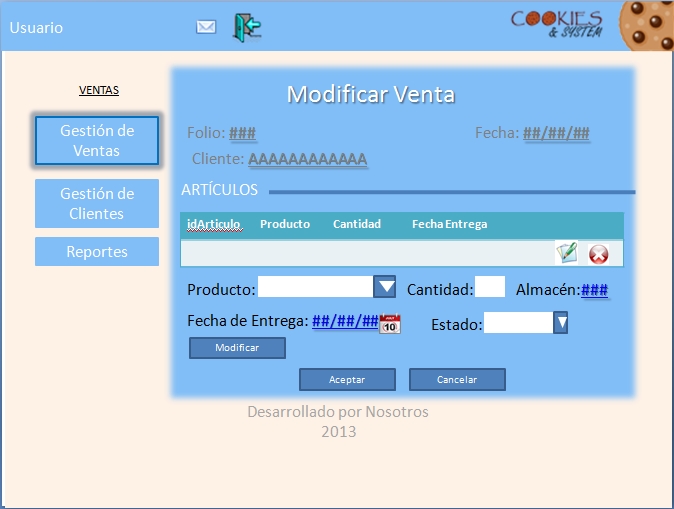 Usuario
COOKIES
& SYSTEM
VENTAS
Gestión de
Ventas
Gestión de
Clientes
Reportes
Modificar Venta
Folio: ###
Fecha: ##/##/##
Cliente: AAAAAAAAAAAA
ARTÍCULOS
idArticulo Producto Cantidad Fecha Entrega
Producto: Cantidad: Almacén:###
Fecha de Entrega: ##/##/## 10 Estado:
Modificar
Aceptar Cancelar
Desarrollado por Nosotros
2013